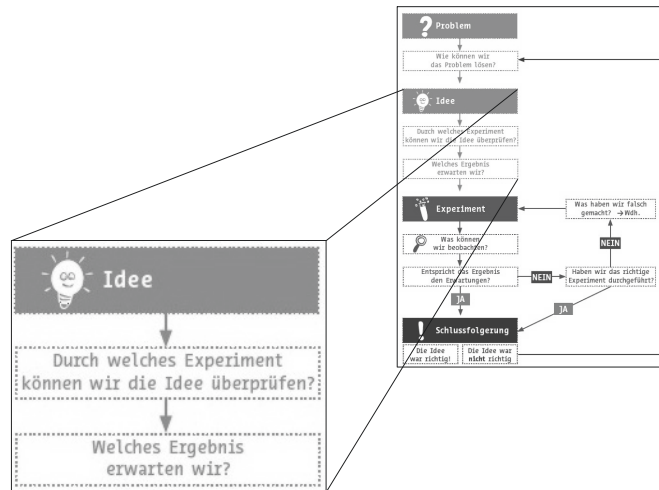 Problem
Wie können wir
das Problem lösen?
Idee
Durch welches Experiment
können wir die Idee überprüfen?
Welches Ergebnis
erwarten wir?
Experiment
Was können
wir beobachten?
Entspricht das Ergebnis
den Erwartungen?
NEIN
Haben wir das richtige
Experiment durchgeführt?
NEIN
Was haben wir falsch
gemacht? →Wdh.
JA
JA
Schlussfolgerung
Die Idee
war richtig!
Die Idee war
nicht richtig
Idee
Durch welches Experiment
können wir die Idee überprüfen?
Welches Ergebnis
erwarten wir?